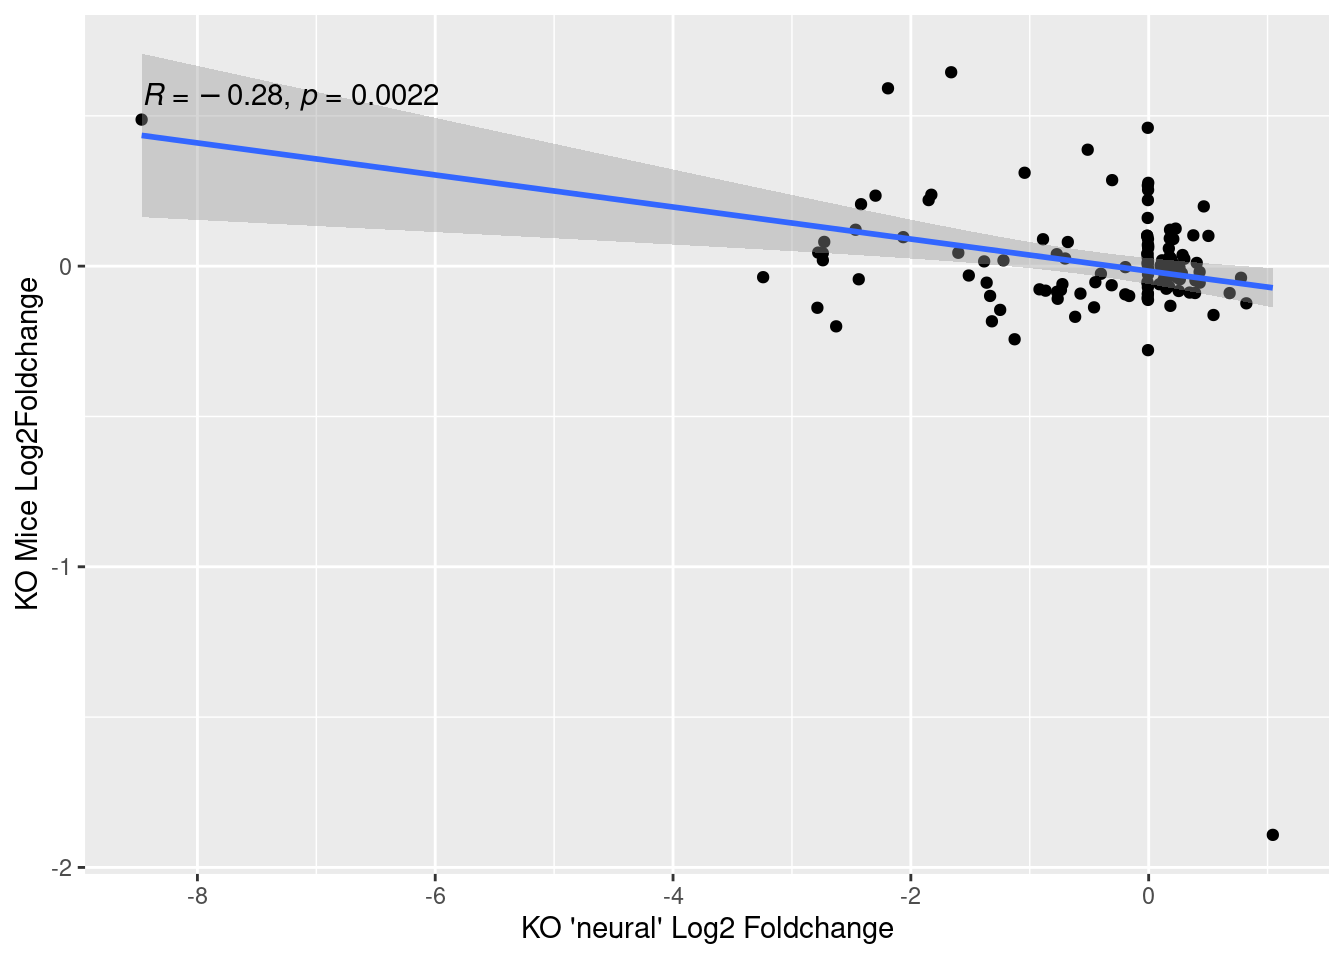 R = −0.28, p = 0.0022
KO Mice Log2Foldchange
0
-1
-2
-8 -6 -4 -2 0
KO 'neural' Log2 Foldchange